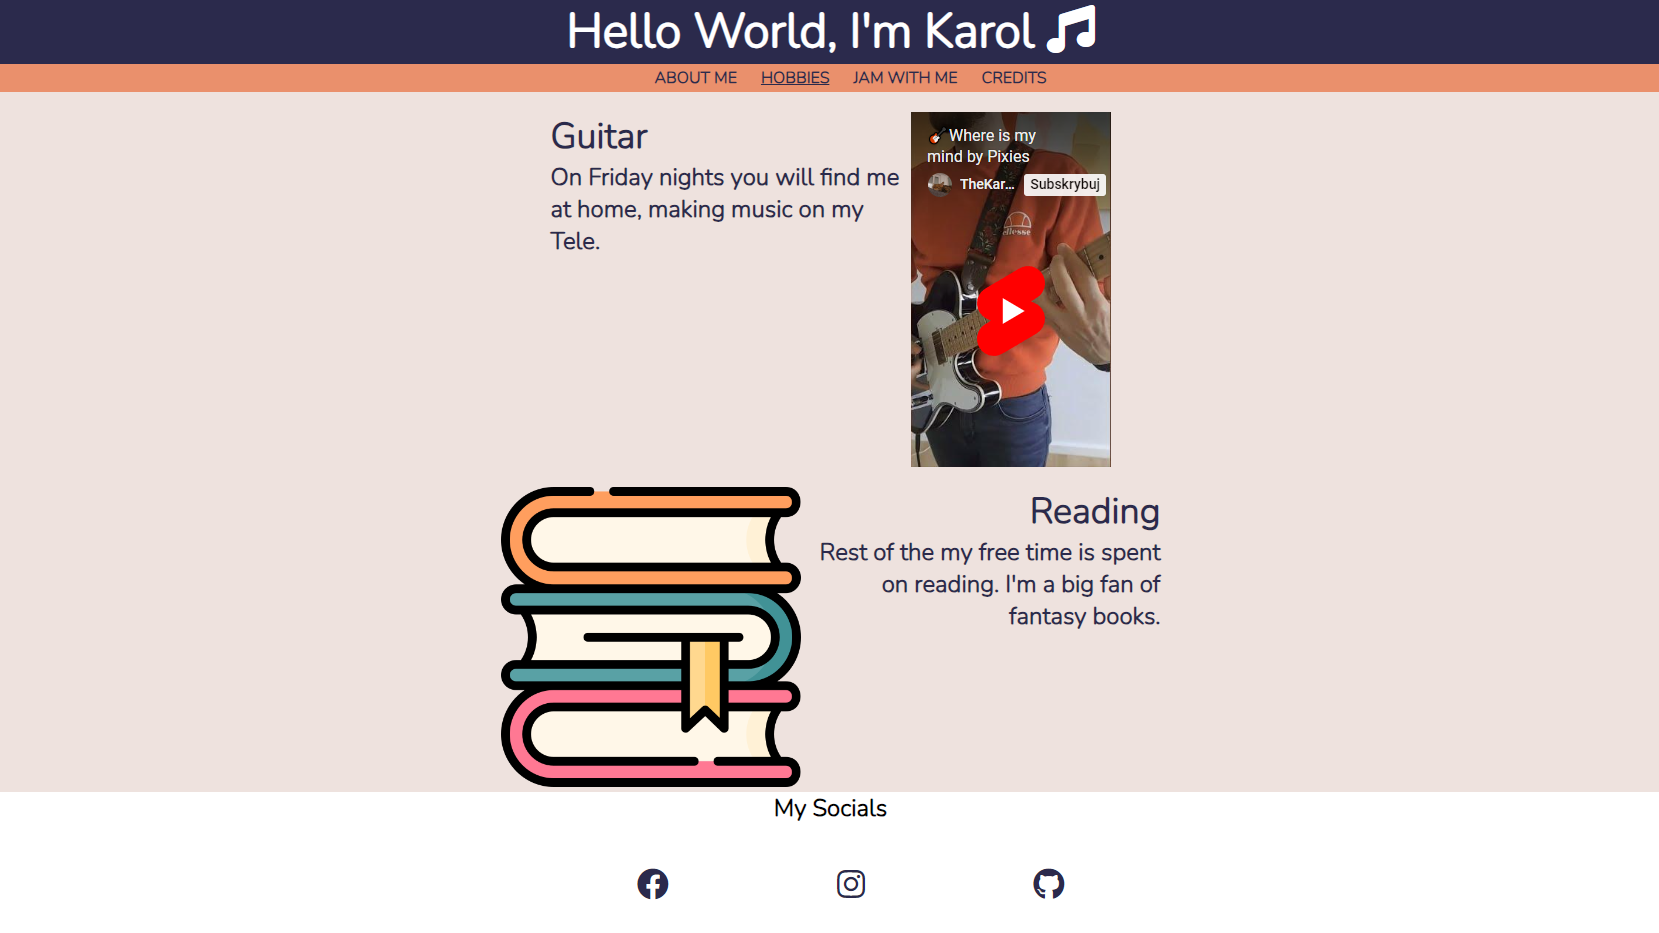 Hello World, I'm Karol
ABOUT ME HOBBIES JAM WITH ME CREDITS
Guitar
On Friday nights you will find me
at home, making music on my
Tele.
Where is my
mind by Pixies
TheKar... Subskrybuj
ellesse
Reading
Rest of the my free time is spent
on reading. I'm a big fan of
fantasy books.
My Socials